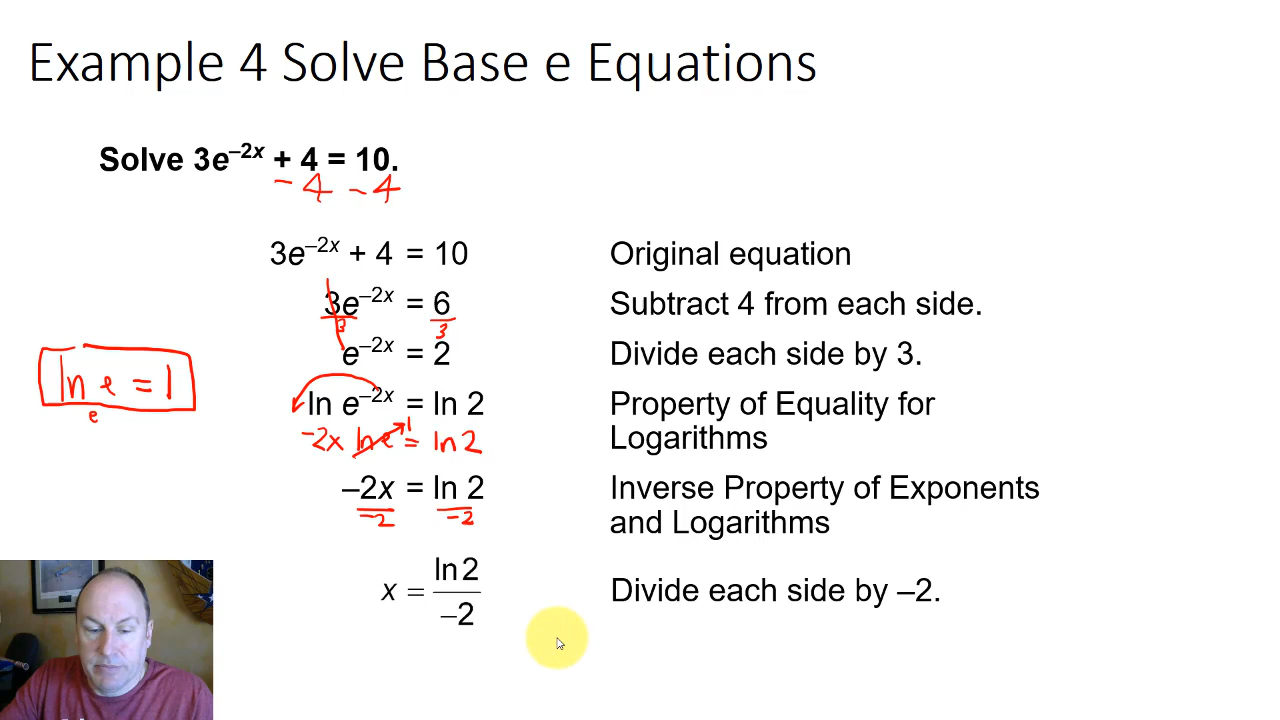 Example 4 Solve Base e Equations
Solve 3e^–2x + 4 = 10.
– 4 – 4
3e^–2x + 4 = 10 Original equation
3e^–2x = 6 Subtract 4 from each side.
3 3
e^–2x = 2 Divide each side by 3.
ln e = 1
e
ln e^–2x = ln 2 Property of Equality for
Logarithms
-2x ln e 1 = ln 2
–2x = ln 2 Inverse Property of Exponents
and Logarithms
-2 -2
x = ln 2 / –2 Divide each side by –2.